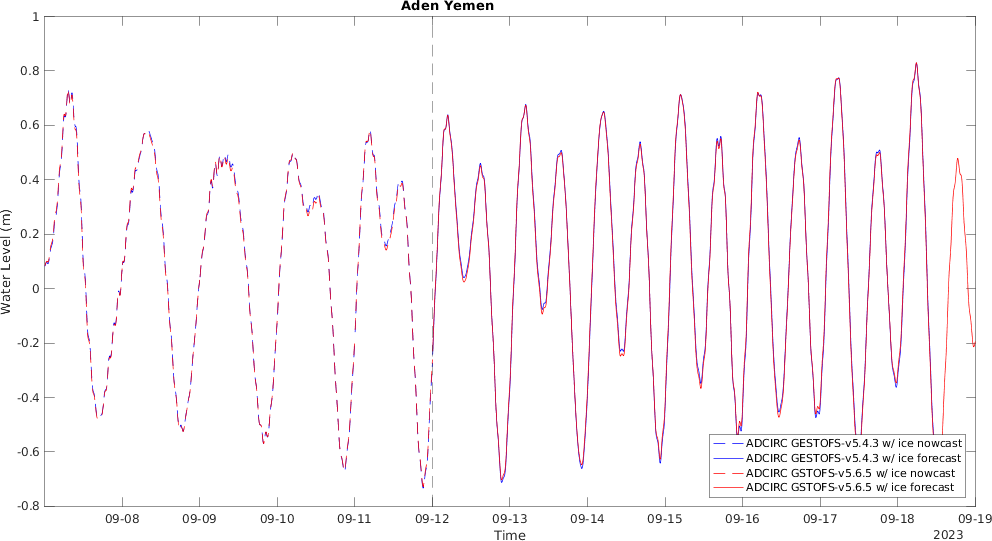 Aden Yemen
Water Level (m)
1
0.8
0.6
0.4
0.2
0
-0.2
-0.4
-0.6
-0.8
ADCIRC GESTOFS-v5.4.3 w/ ice nowcast
ADCIRC GESTOFS-v5.4.3 w/ ice forecast
ADCIRC GSTOFS-v5.6.5 w/ ice nowcast
ADCIRC GSTOFS-v5.6.5 w/ ice forecast
09-08 09-09 09-10 09-11 09-12 09-13 09-14 09-15 09-16 09-17 09-18 09-19
Time
2023